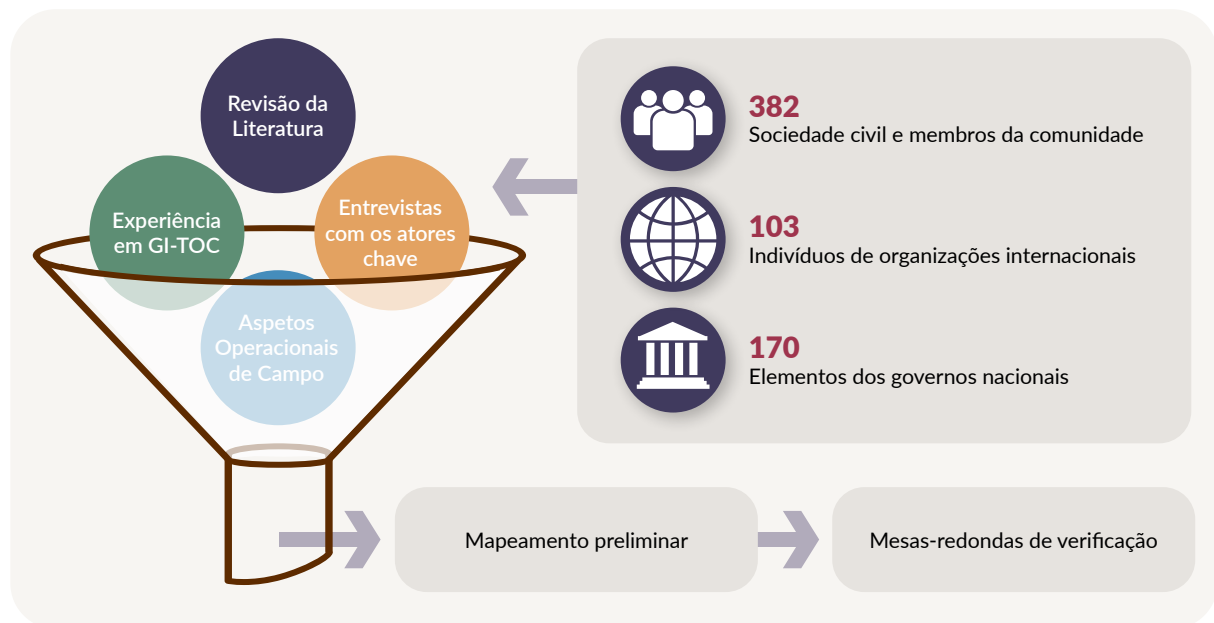 Revisão da
Literatura
Experiência
em GI-TOC
Entrevistas
com os atores
chave
Aspetos
Operacionais
de Campo
382
Sociedade civil e membros da comunidade
103
Indivíduos de organizações internacionais
170
Elementos dos governos nacionais
Mapeamento preliminar
Mesas-redondas de verificação